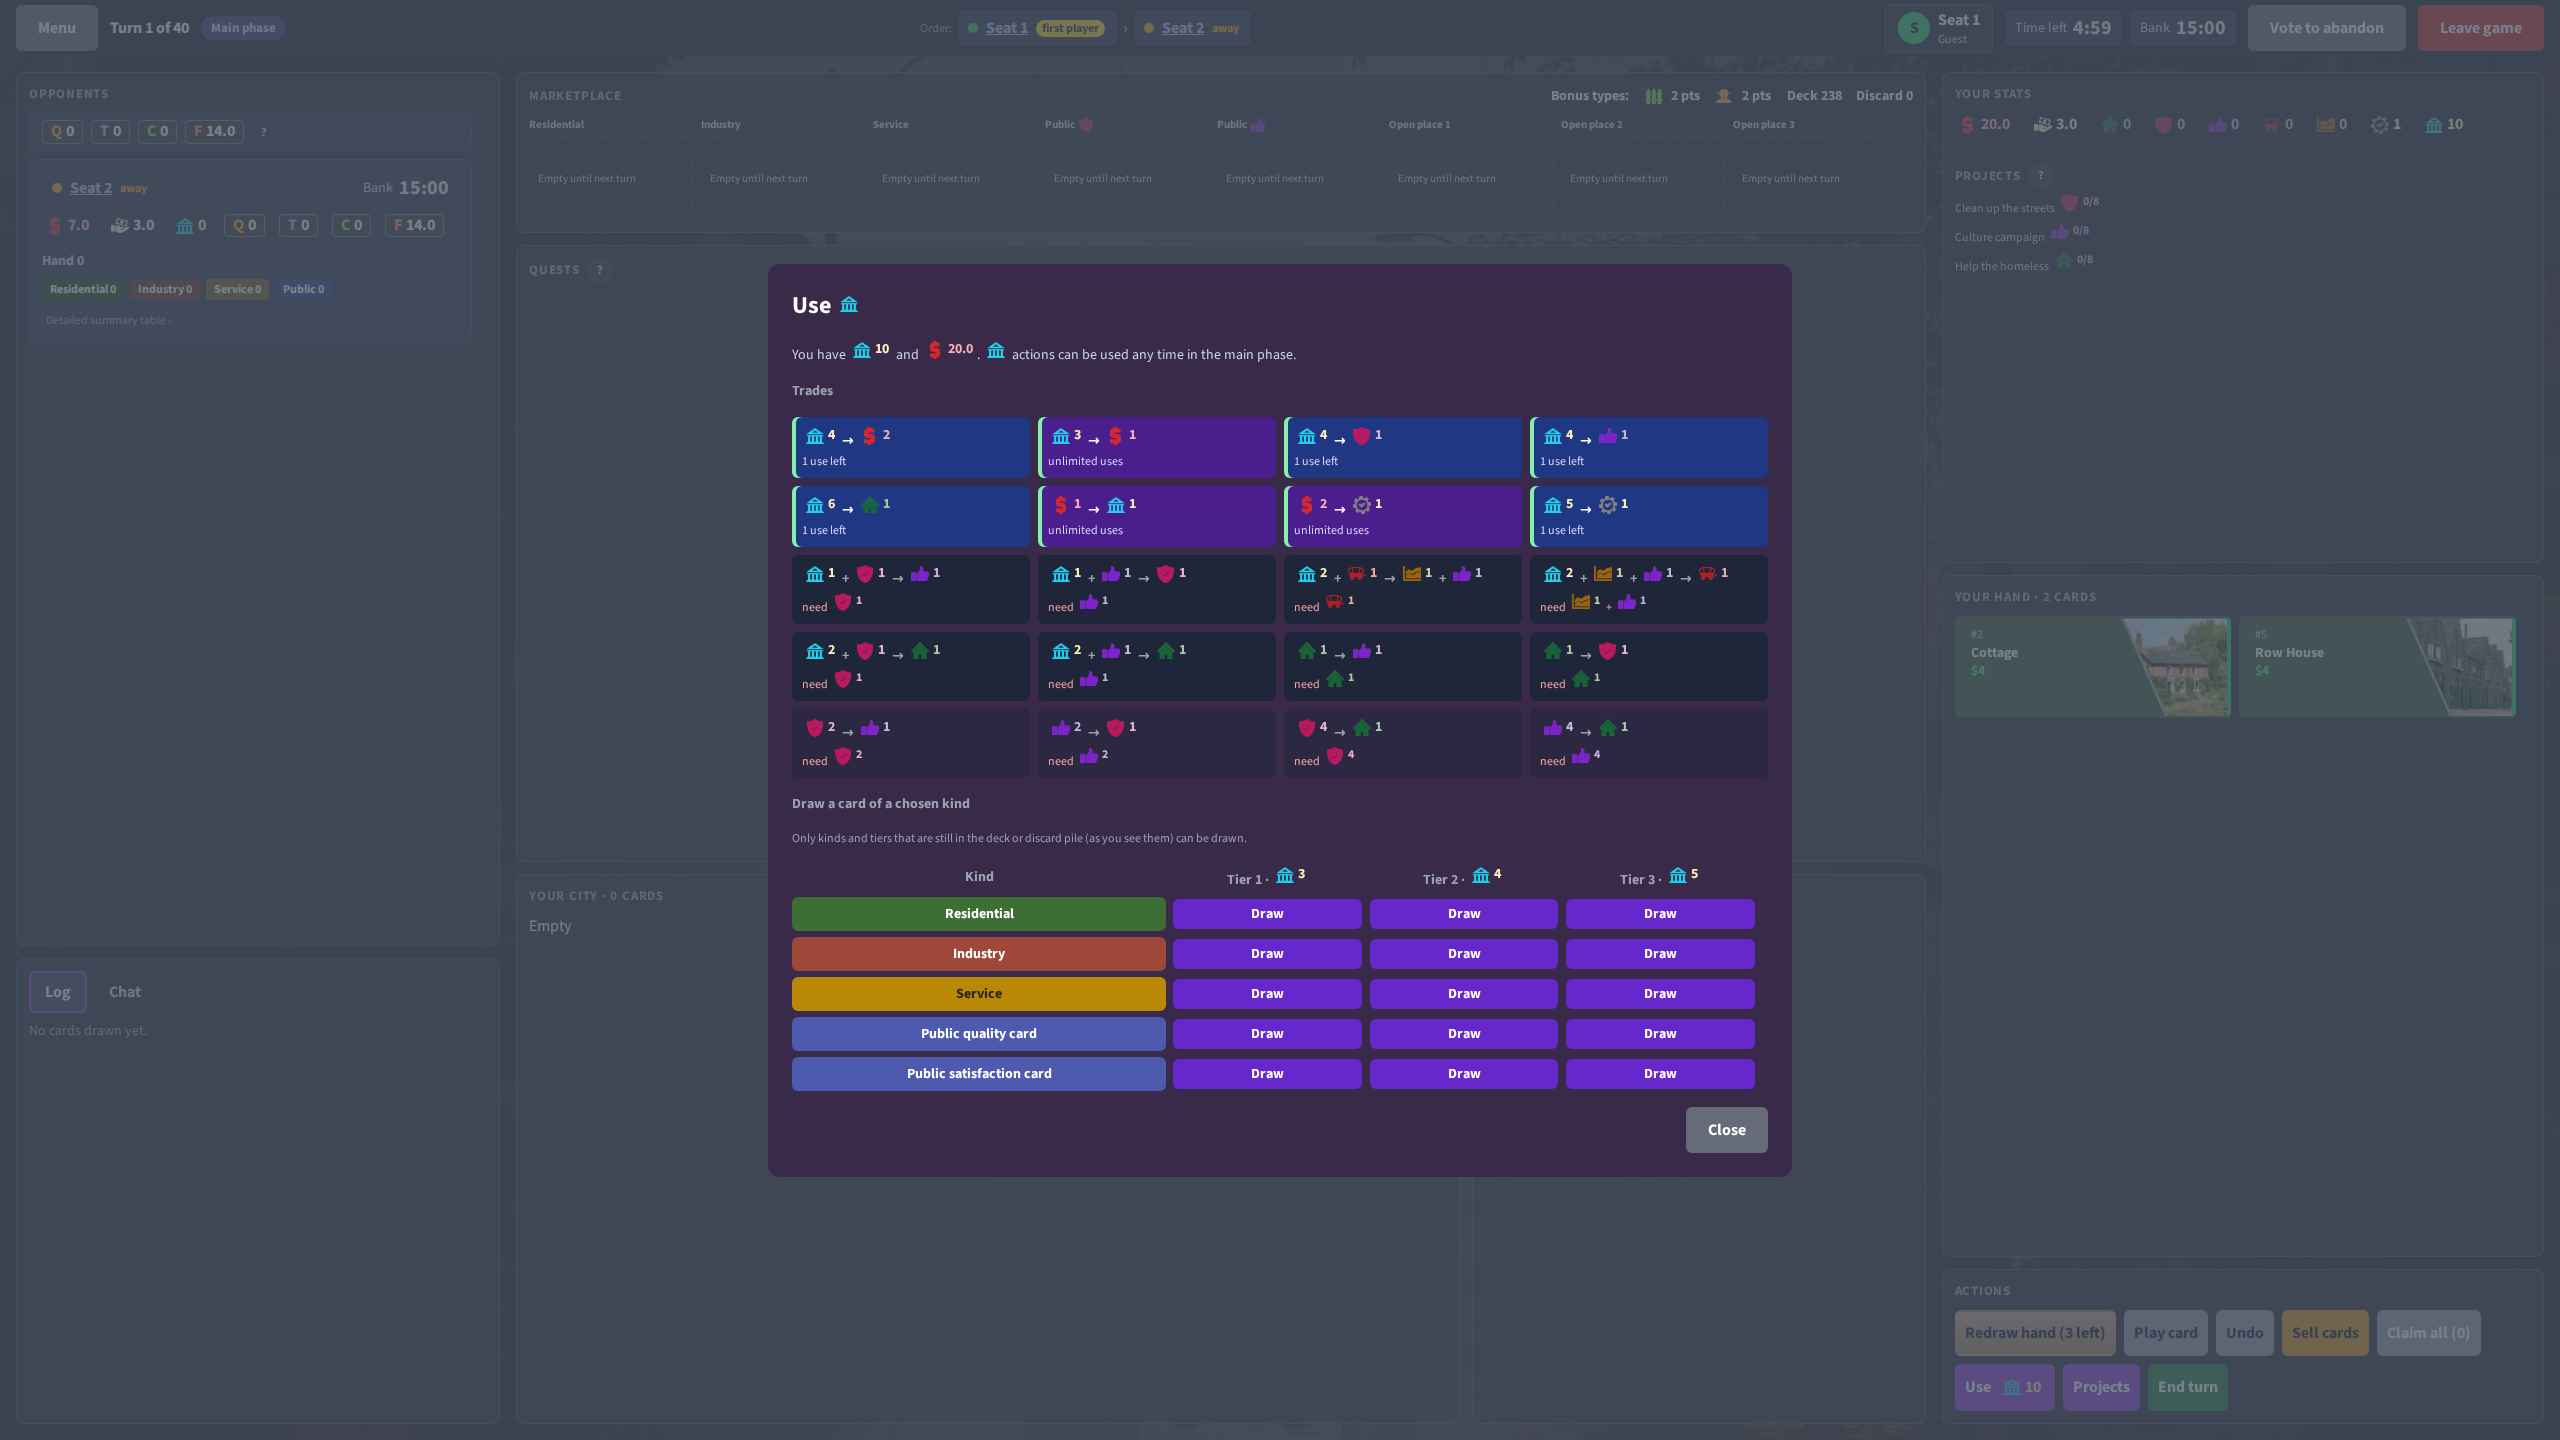 Menu Turn 1 of 40 Main phase Order: Seat 1 first player › Seat 2 away S Seat 1 Guest Time left 4:59 Bank 15:00 Vote to abandon Leave game
OPPONENTS
Q 0 T 0 C 0 F 14.0 ?
Seat 2 away Bank 15:00
7.0 3.0 0 Q 0 T 0 C 0 F 14.0
Hand 0
Residential 0 Industry 0 Service 0 Public 0
Detailed summary table ›
MARKETPLACE Bonus types: 2 pts 2 pts Deck 238 Discard 0
Residential Industry Service Public Public Open place 1 Open place 2 Open place 3
Empty until next turn Empty until next turn Empty until next turn Empty until next turn Empty until next turn Empty until next turn Empty until next turn Empty until next turn
QUESTS ?
YOUR STATS
20.0 3.0 0 0 0 0 0 1 10
PROJECTS ?
Clean up the streets 0/8
Culture campaign 0/8
Help the homeless 0/8
Use
You have 10 and $ 20.0 . actions can be used any time in the main phase.
Trades
4 → $ 2 3 → $ 1 4 → 1 4 → 1
1 use left unlimited uses 1 use left 1 use left
6 → 1 $ 1 → 1 $ 2 → 1 5 → 1
1 use left unlimited uses unlimited uses 1 use left
1 + 1 → 1 1 + 1 → 1 2 + 1 → 1 + 1 2 + 1 + 1 → 1
need 1 need 1 need 1 need 1 + 1
2 + 1 → 1 2 + 1 → 1 1 → 1 1 → 1
need 1 need 1 need 1 need 1
2 → 1 2 → 1 4 → 1 4 → 1
need 2 need 2 need 4 need 4
Draw a card of a chosen kind
Only kinds and tiers that are still in the deck or discard pile (as you see them) can be drawn.
Kind Tier 1 · 3 Tier 2 · 4 Tier 3 · 5
Residential Draw Draw Draw
Industry Draw Draw Draw
Service Draw Draw Draw
Public quality card Draw Draw Draw
Public satisfaction card Draw Draw Draw
Close
YOUR CITY · 0 CARDS
Empty
Log Chat
No cards drawn yet.
YOUR HAND · 2 CARDS
#2 #5
Cottage Row House
$4 $4
ACTIONS
Redraw hand (3 left) Play card Undo Sell cards Claim all (0)
Use 10 Projects End turn